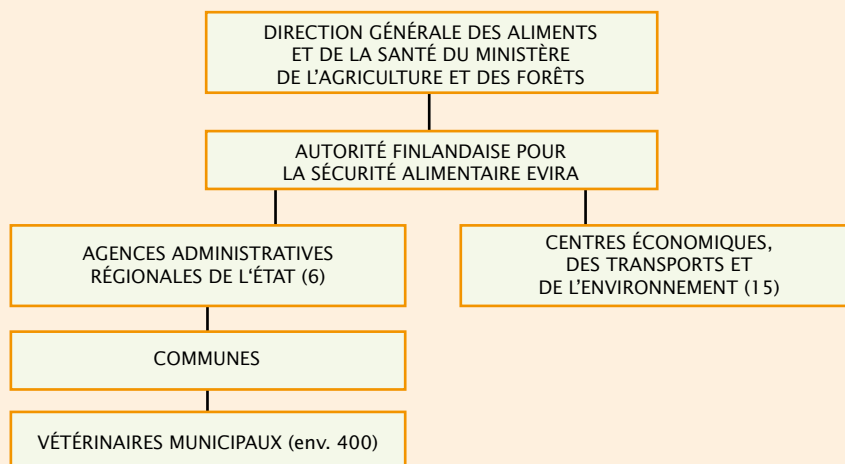 DIRECTION GÉNÉRALE DES ALIMENTS
ET DE LA SANTÉ DU MINISTÈRE
DE L’AGRICULTURE ET DES FORÊTS
AUTORITÉ FINLANDAISE POUR
LA SÉCURITÉ ALIMENTAIRE EVIRA
AGENCES ADMINISTRATIVES
RÉGIONALES DE L‘ÉTAT (6)
CENTRES ÉCONOMIQUES,
DES TRANSPORTS ET
DE L’ENVIRONNEMENT (15)
COMMUNES
VÉTÉRINAIRES MUNICIPAUX (env. 400)